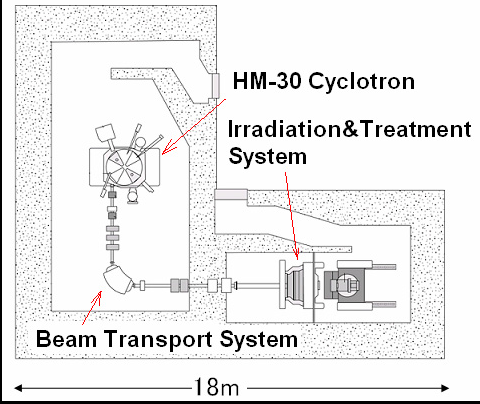 HM-30 Cyclotron
Irradiation&Treatment
System
Beam Transport System
18m